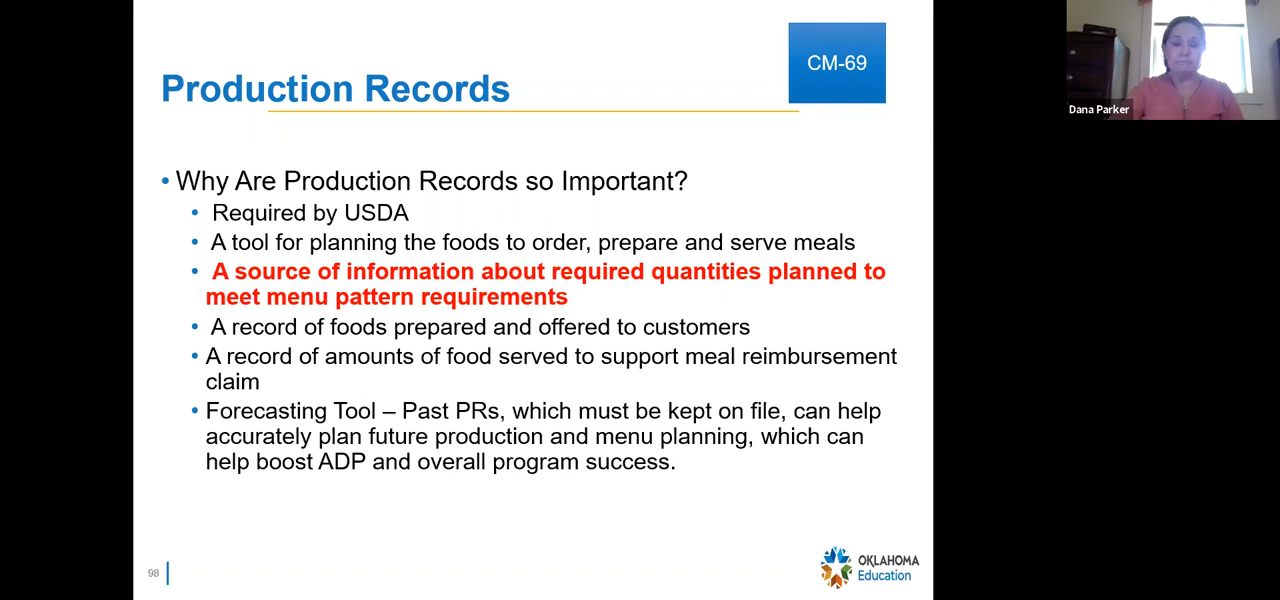 CM-69
Production Records
• Why Are Production Records so Important?
• Required by USDA
• A tool for planning the foods to order, prepare and serve meals
• A source of information about required quantities planned to
meet menu pattern requirements
• A record of foods prepared and offered to customers
• A record of amounts of food served to support meal reimbursement
claim
• Forecasting Tool – Past PRs, which must be kept on file, can help
accurately plan future production and menu planning, which can
help boost ADP and overall program success.
98
OKLAHOMA
Education
Dana Parker